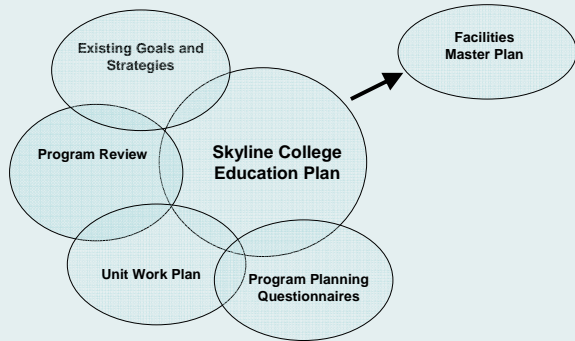 Existing Goals and
Strategies
Facilities
Master Plan
Program Review
Skyline College
Education Plan
Unit Work Plan
Program Planning
Questionnaires